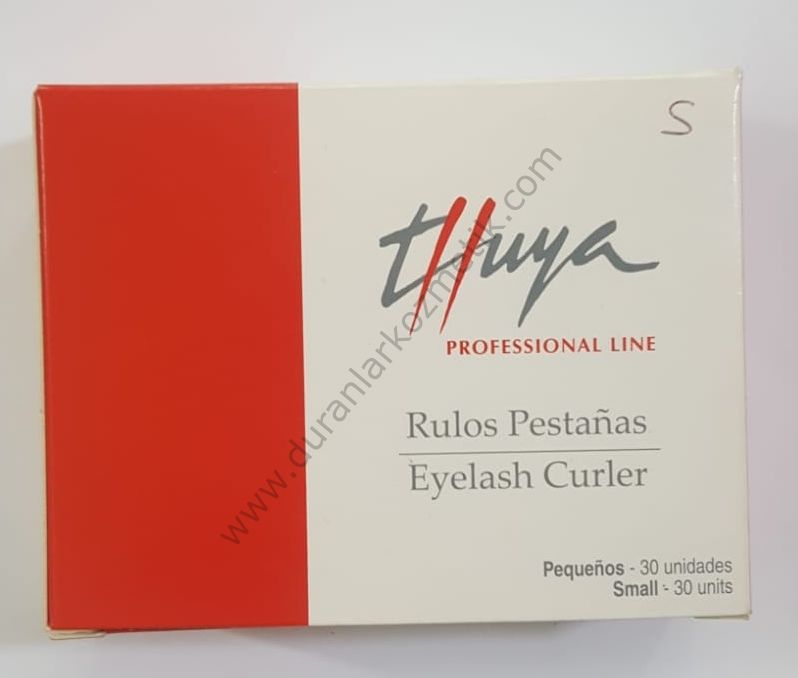 S
thuya
PROFESSIONAL LINE
Rulos Pestañas
Eyelash Curler
Pequeños - 30 unidades
Small - 30 units
www.duranlarkozmetik.com